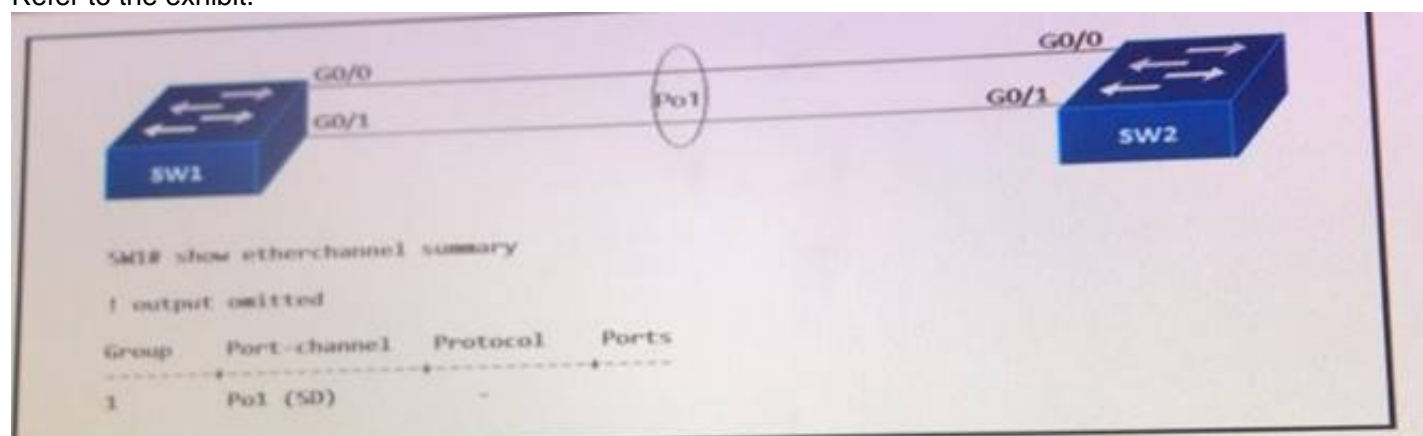 Refer to the exhibit.
G0/0
G0/0
Po1
G0/1
G0/1
SW2
SW1
SW1# show etherchannel summary
! output omitted
Group Port-channel Protocol Ports
--------+-------------+-----------+------
1 Po1 (SD) -